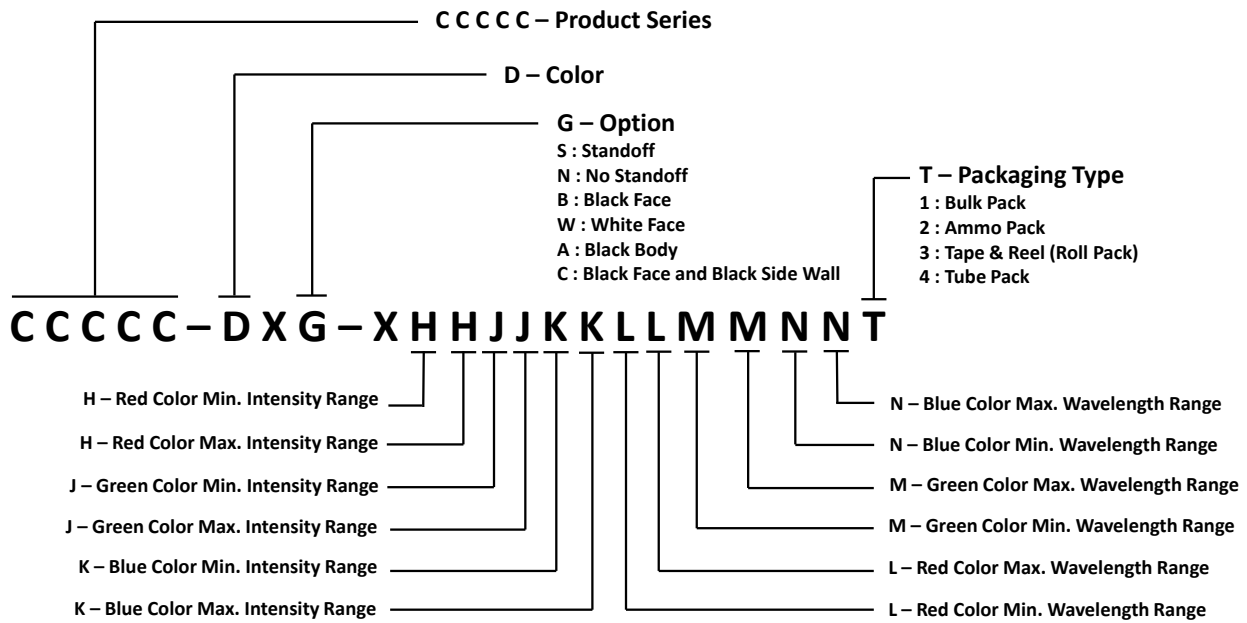 C C C C C – Product Series
D – Color
G – Option
S : Standoff
N : No Standoff
B : Black Face
W : White Face
A : Black Body
C : Black Face and Black Side Wall
T – Packaging Type
1 : Bulk Pack
2 : Ammo Pack
3 : Tape & Reel (Roll Pack)
4 : Tube Pack
C C C C C – D X G – X H H J J K K L L M M N N T
H – Red Color Min. Intensity Range
H – Red Color Max. Intensity Range
J – Green Color Min. Intensity Range
J – Green Color Max. Intensity Range
K – Blue Color Min. Intensity Range
K – Blue Color Max. Intensity Range
N – Blue Color Max. Wavelength Range
N – Blue Color Min. Wavelength Range
M – Green Color Max. Wavelength Range
M – Green Color Min. Wavelength Range
L – Red Color Max. Wavelength Range
L – Red Color Min. Wavelength Range